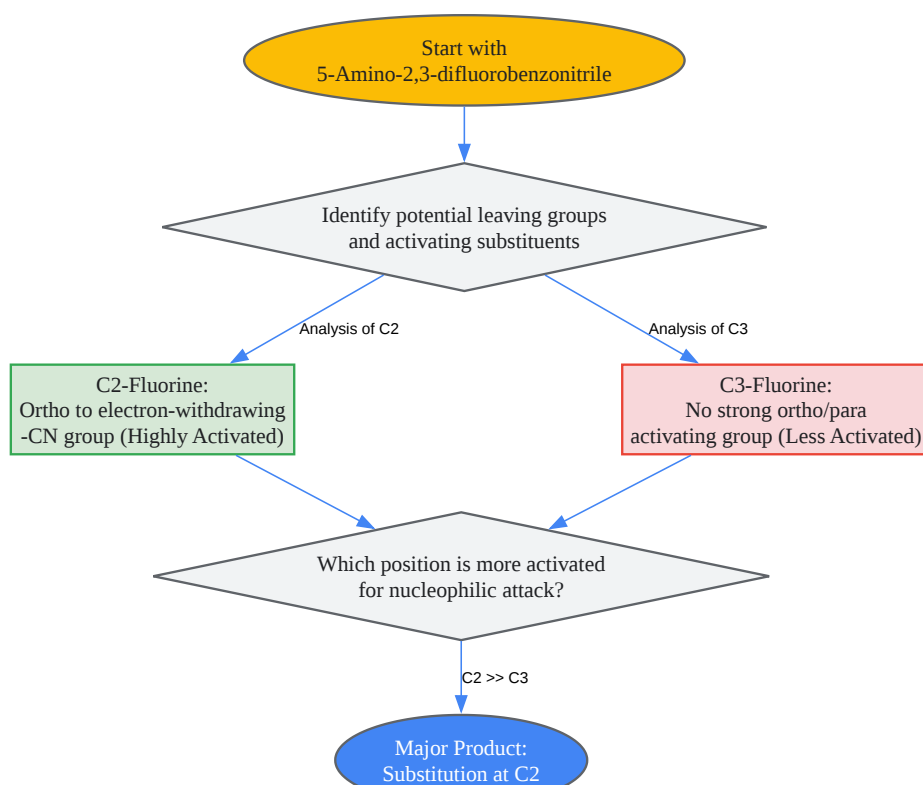 Start with
5-Amino-2,3-difluorobenzonitrile
Identify potential leaving groups
and activating substituents
Analysis of C2
Analysis of C3
C2-Fluorine:
Ortho to electron-withdrawing
-CN group (Highly Activated)
C3-Fluorine:
No strong ortho/para
activating group (Less Activated)
Which position is more activated
for nucleophilic attack?
C2 >> C3
Major Product:
Substitution at C2